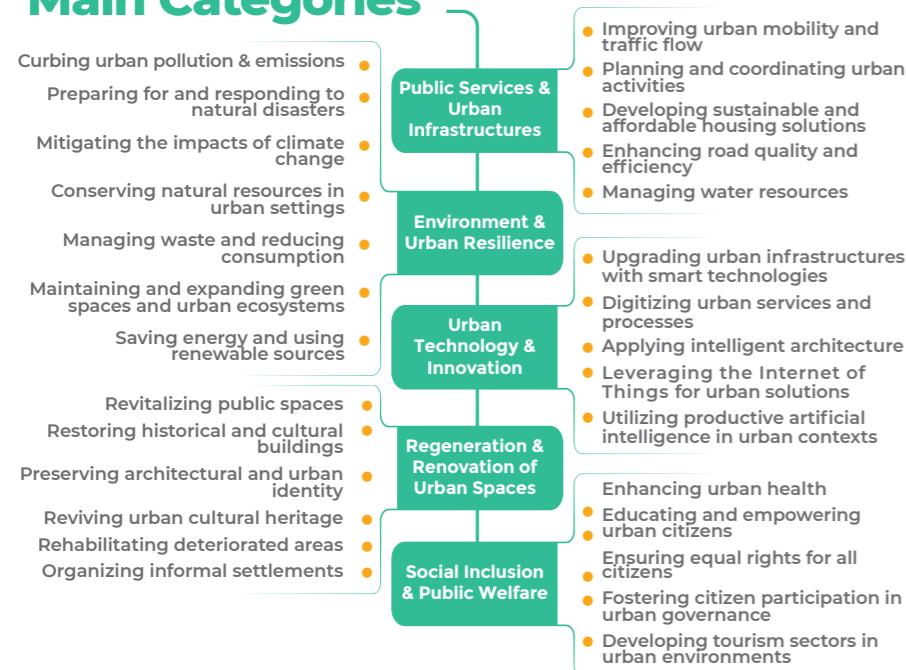 Main Categories
Public Services &
Urban
Infrastructures
Improving urban mobility and
traffic flow
Planning and coordinating urban
activities
Developing sustainable and
affordable housing solutions
Enhancing road quality and
efficiency
Managing water resources
Environment &
Urban Resilience
Curbing urban pollution & emissions
Preparing for and responding to
natural disasters
Mitigating the impacts of climate
change
Conserving natural resources in
urban settings
Managing waste and reducing
consumption
Maintaining and expanding green
spaces and urban ecosystems
Saving energy and using
renewable sources
Urban
Technology &
Innovation
Upgrading urban infrastructures
with smart technologies
Digitizing urban services and
processes
Applying intelligent architecture
Leveraging the Internet of
Things for urban solutions
Utilizing productive artificial
intelligence in urban contexts
Regeneration &
Renovation of
Urban Spaces
Revitalizing public spaces
Restoring historical and cultural
buildings
Preserving architectural and urban
identity
Reviving urban cultural heritage
Rehabilitating deteriorated areas
Organizing informal settlements
Social Inclusion
& Public Welfare
Enhancing urban health
Educating and empowering
urban citizens
Ensuring equal rights for all
citizens
Fostering citizen participation in
urban governance
Developing tourism sectors in
urban environments